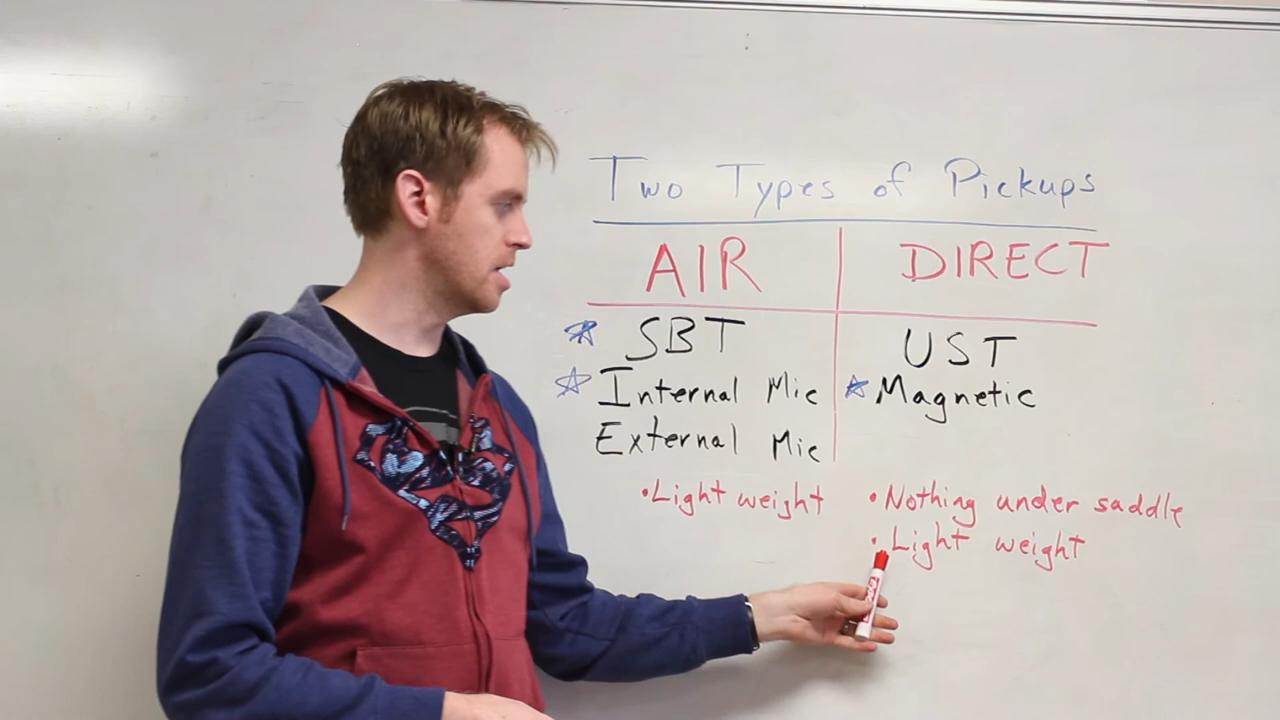 Two Types of Pickups
AIR
DIRECT
SBT
Internal Mic
External Mic
UST
Magnetic
• Light weight
• Nothing under saddle
• Light weight